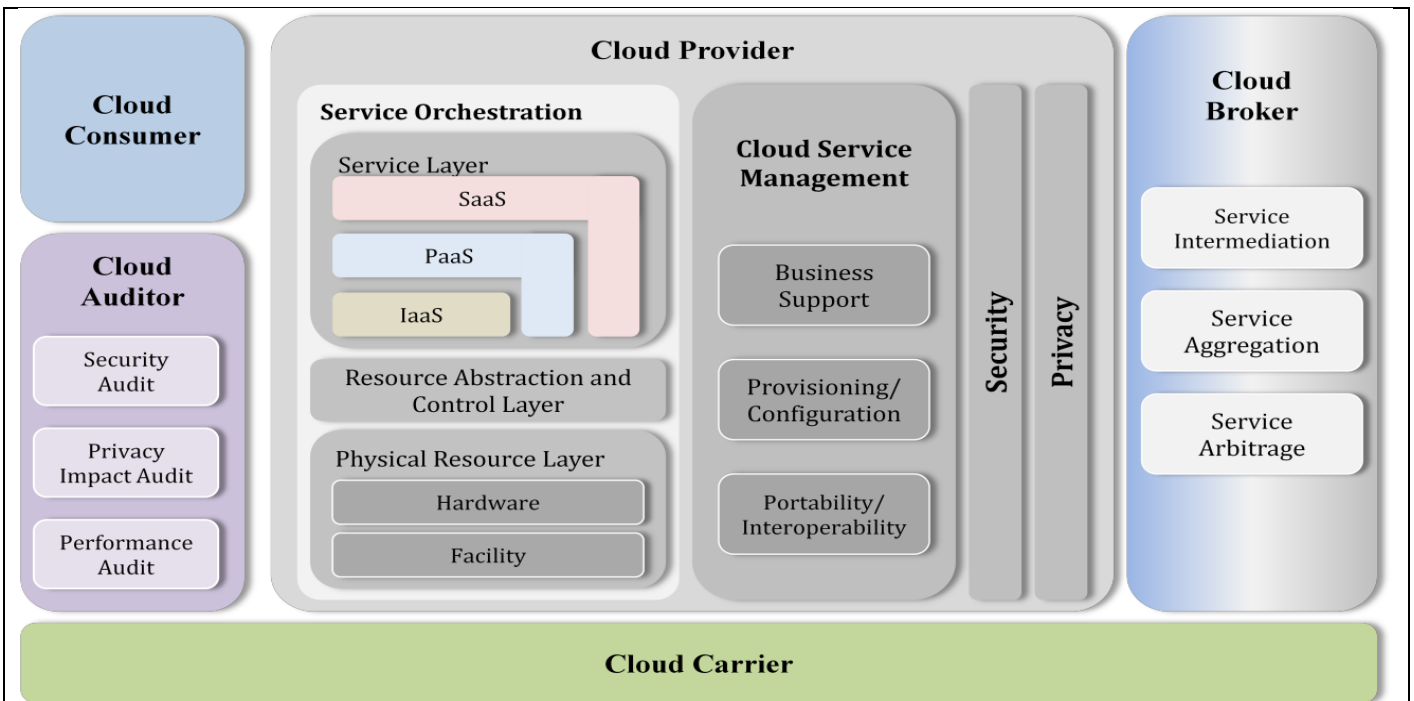 Cloud
Consumer
Cloud
Auditor
Security
Audit
Privacy
Impact Audit
Performance
Audit
Cloud Provider
Service Orchestration
Service Layer
SaaS
PaaS
IaaS
Resource Abstraction and
Control Layer
Physical Resource Layer
Hardware
Facility
Cloud Service
Management
Business
Support
Provisioning/
Configuration
Portability/
Interoperability
Security
Privacy
Cloud
Broker
Service
Intermediation
Service
Aggregation
Service
Arbitrage
Cloud Carrier